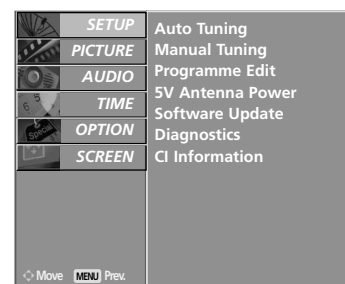 SETUP
PICTURE
AUDIO
TIME
OPTION
SCREEN
Auto Tuning
Manual Tuning
Programme Edit
5V Antenna Power
Software Update
Diagnostics
CI Information
Move MENU Prev.